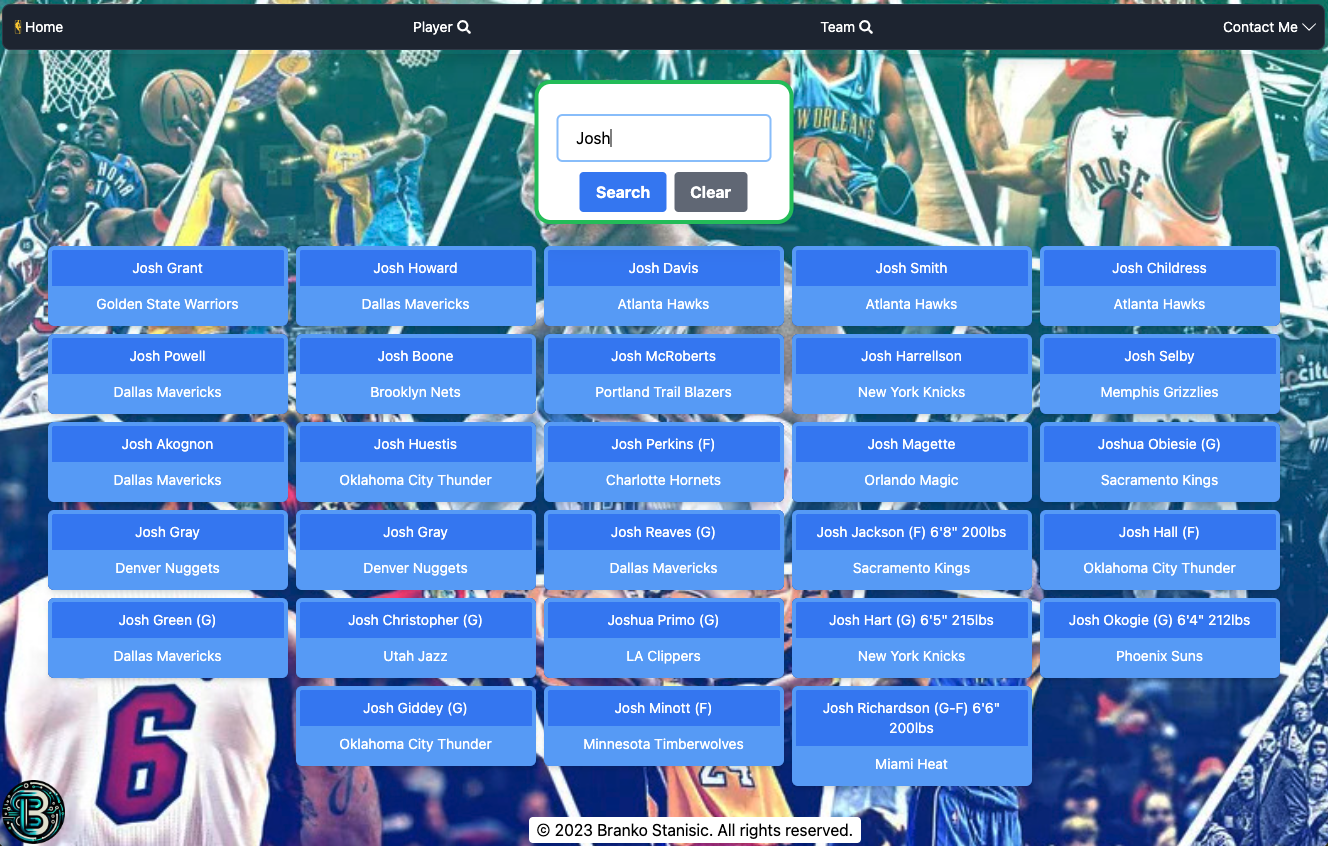 Home
Player
Team
Contact Me
Josh
Search
Clear
Josh Grant
Golden State Warriors
Josh Howard
Dallas Mavericks
Josh Davis
Atlanta Hawks
Josh Smith
Atlanta Hawks
Josh Childress
Atlanta Hawks
Josh Powell
Dallas Mavericks
Josh Boone
Brooklyn Nets
Josh McRoberts
Portland Trail Blazers
Josh Harrellson
New York Knicks
Josh Selby
Memphis Grizzlies
Josh Akognon
Dallas Mavericks
Josh Huestis
Oklahoma City Thunder
Josh Perkins (F)
Charlotte Hornets
Josh Magette
Orlando Magic
Joshua Obiesie (G)
Sacramento Kings
Josh Gray
Denver Nuggets
Josh Gray
Denver Nuggets
Josh Reaves (G)
Dallas Mavericks
Josh Jackson (F) 6'8" 200lbs
Sacramento Kings
Josh Hall (F)
Oklahoma City Thunder
Josh Green (G)
Dallas Mavericks
Josh Christopher (G)
Utah Jazz
Joshua Primo (G)
LA Clippers
Josh Hart (G) 6'5" 215lbs
New York Knicks
Josh Okogie (G) 6'4" 212lbs
Phoenix Suns
Josh Giddey (G)
Oklahoma City Thunder
Josh Minott (F)
Minnesota Timberwolves
Josh Richardson (G-F) 6'6"
200lbs
Miami Heat
© 2023 Branko Stanisic. All rights reserved.
W ORLEANS
ROSE
1
6
24
B